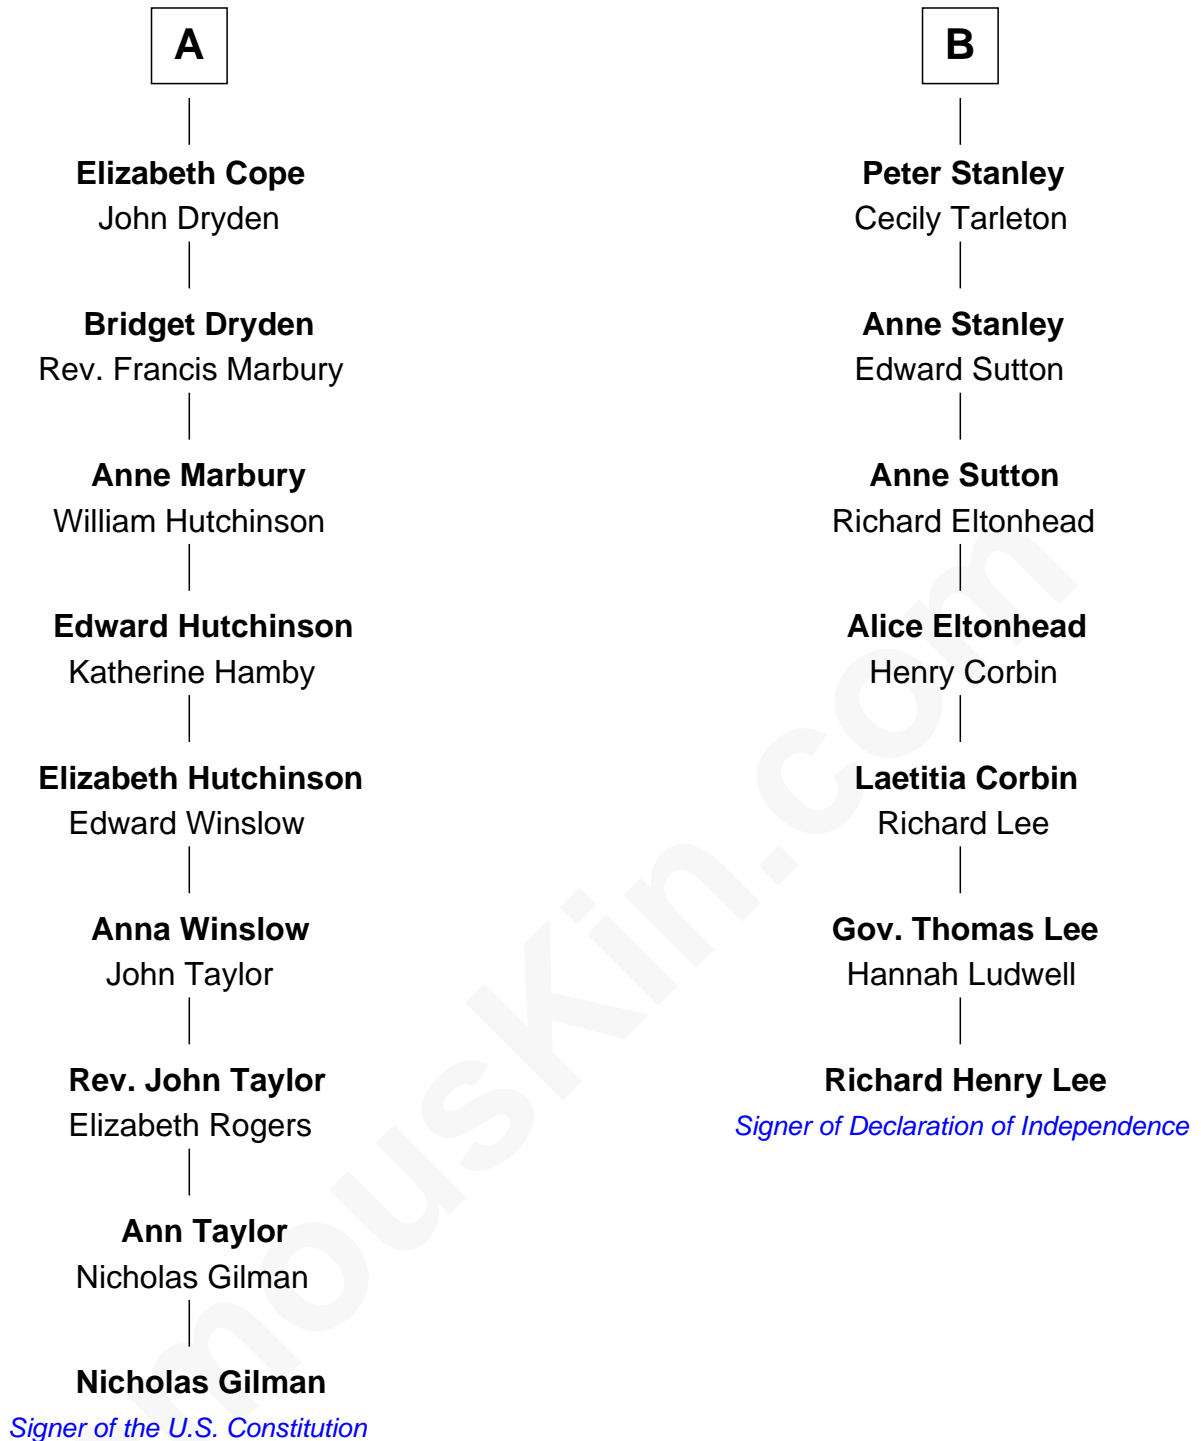 A
Elizabeth Cope
John Dryden
Bridget Dryden
Rev. Francis Marbury
Anne Marbury
William Hutchinson
Edward Hutchinson
Katherine Hamby
Elizabeth Hutchinson
Edward Winslow
Anna Winslow
John Taylor
Rev. John Taylor
Elizabeth Rogers
Ann Taylor
Nicholas Gilman
Nicholas Gilman
Signer of the U.S. Constitution
B
Peter Stanley
Cecily Tarleton
Anne Stanley
Edward Sutton
Anne Sutton
Richard Eltonhead
Alice Eltonhead
Henry Corbin
Laetitia Corbin
Richard Lee
Gov. Thomas Lee
Hannah Ludwell
Richard Henry Lee
Signer of Declaration of Independence
mouskin.com